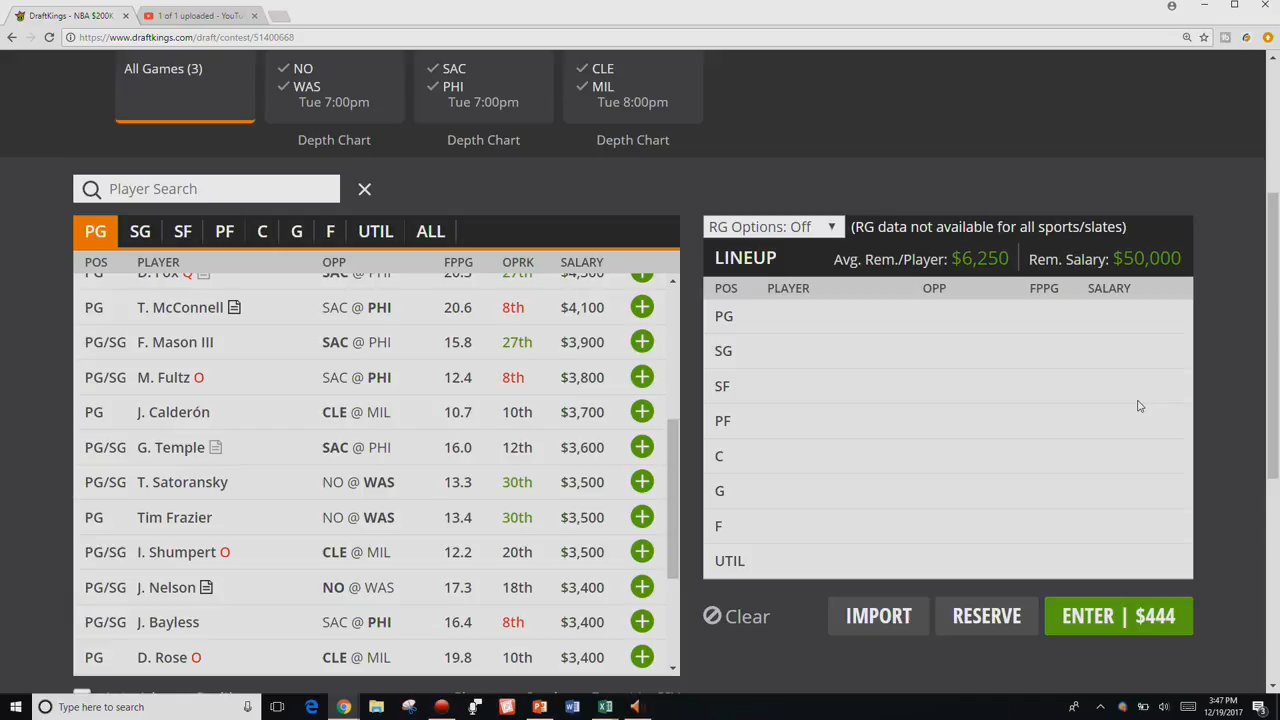 DraftKings - NBA $200K
1 of 1 uploaded - YouTu
https://www.draftkings.com/draft/contest/51400668
All Games (3)
NO
WAS
Tue 7:00pm
SAC
PHI
Tue 7:00pm
CLE
MIL
Tue 8:00pm
Depth Chart
Depth Chart
Depth Chart
Player Search
PG SG SF PF C G F UTIL ALL
POS PLAYER OPP FPPG OPRK SALARY
PG D. Fox Q SAC @ PHI 20.5 27th $4,300
PG T. McConnell SAC @ PHI 20.6 8th $4,100
PG/SG F. Mason III SAC @ PHI 15.8 27th $3,900
PG/SG M. Fultz O SAC @ PHI 12.4 8th $3,800
PG J. Calderón CLE @ MIL 10.7 10th $3,700
PG/SG G. Temple SAC @ PHI 16.0 12th $3,600
PG/SG T. Satoransky NO @ WAS 13.3 30th $3,500
PG Tim Frazier NO @ WAS 13.4 30th $3,500
PG/SG I. Shumpert O CLE @ MIL 12.2 20th $3,500
PG/SG J. Nelson NO @ WAS 17.3 18th $3,400
PG/SG J. Bayless SAC @ PHI 16.4 8th $3,400
PG D. Rose O CLE @ MIL 19.8 10th $3,400
RG Options: Off (RG data not available for all sports/slates)
LINEUP Avg. Rem./Player: $6,250 Rem. Salary: $50,000
POS PLAYER OPP FPPG SALARY
PG
SG
SF
PF
C
G
F
UTIL
Clear IMPORT RESERVE ENTER | $444
Type here to search
3:47 PM
12/19/2017